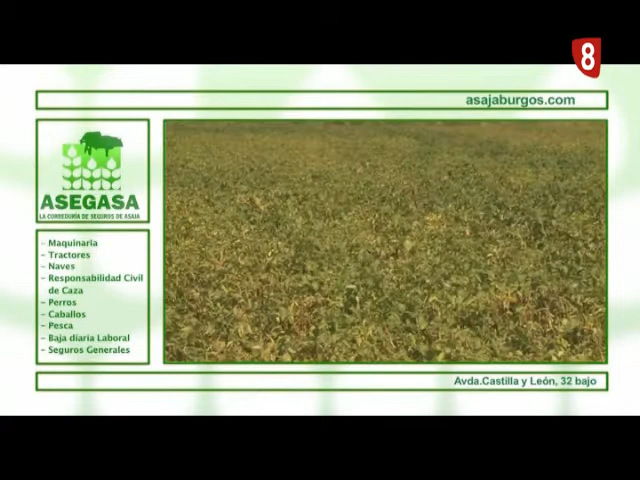 8
asajaburgos.com
ASEGASA
LA CORREDURÍA DE SEGUROS DE ASAJA
- Maquinaria
- Tractores
- Naves
- Responsabilidad Civil
de Caza
- Perros
- Caballos
- Pesca
- Baja diaria Laboral
- Seguros Generales
Avda.Castilla y León, 32 bajo